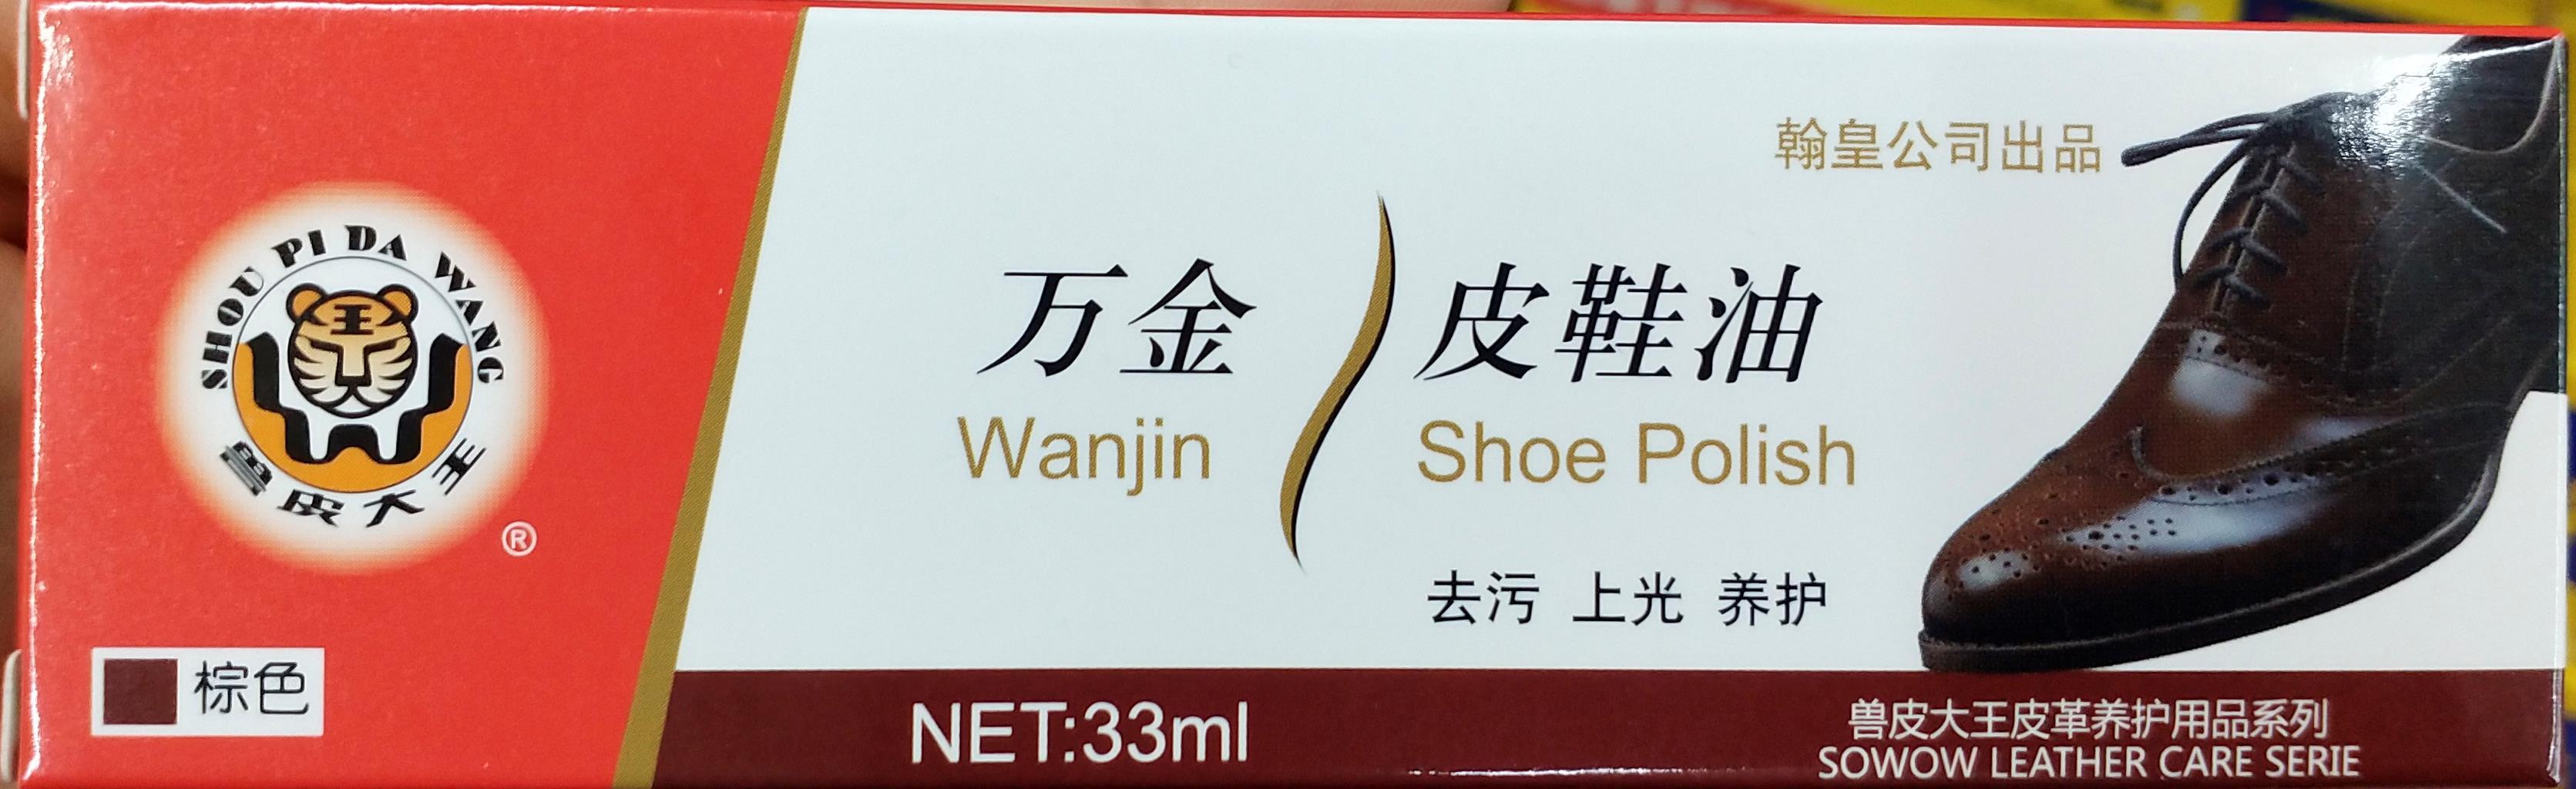 SHOU PI DA WANG
王
兽皮大王
®
棕色
翰皇公司出品
万金 皮鞋油
Wanjin Shoe Polish
去污 上光 养护
NET:33ml
兽皮大王皮革养护用品系列
SOWOW LEATHER CARE SERIE